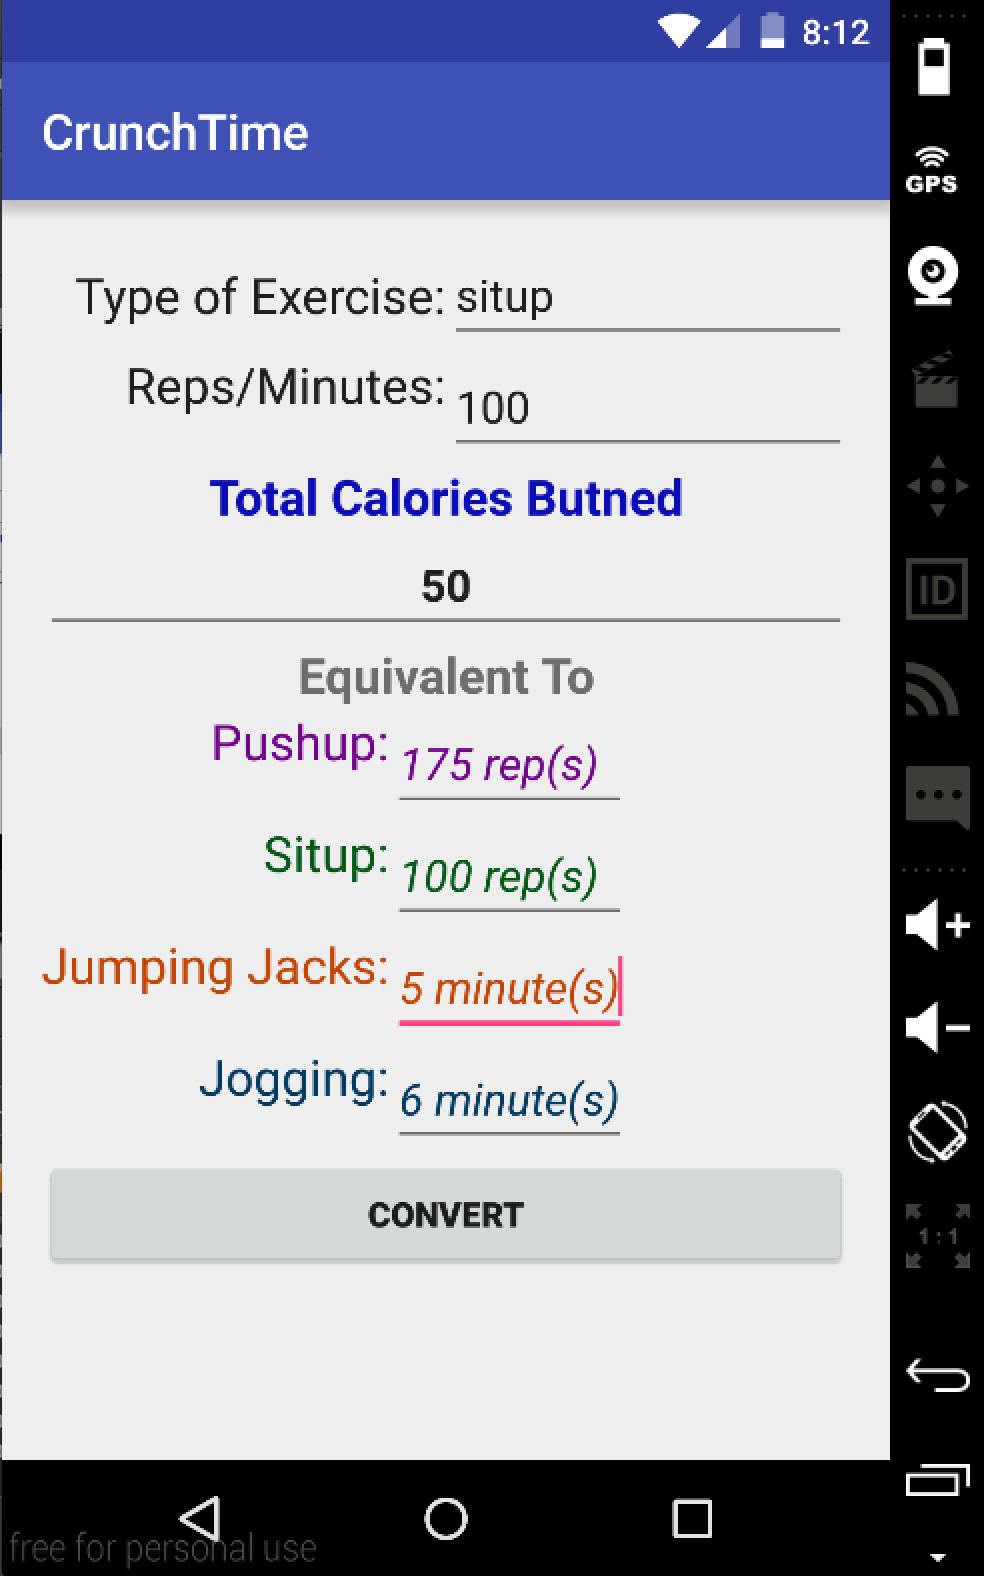 8:12
CrunchTime
GPS
Type of Exercise: situp
Reps/Minutes: 100
Total Calories Butned
50
ID
Equivalent To
Pushup: 175 rep(s)
Situp: 100 rep(s)
Jumping Jacks: 5 minute(s)
Jogging: 6 minute(s)
CONVERT
1:1
free for personal use